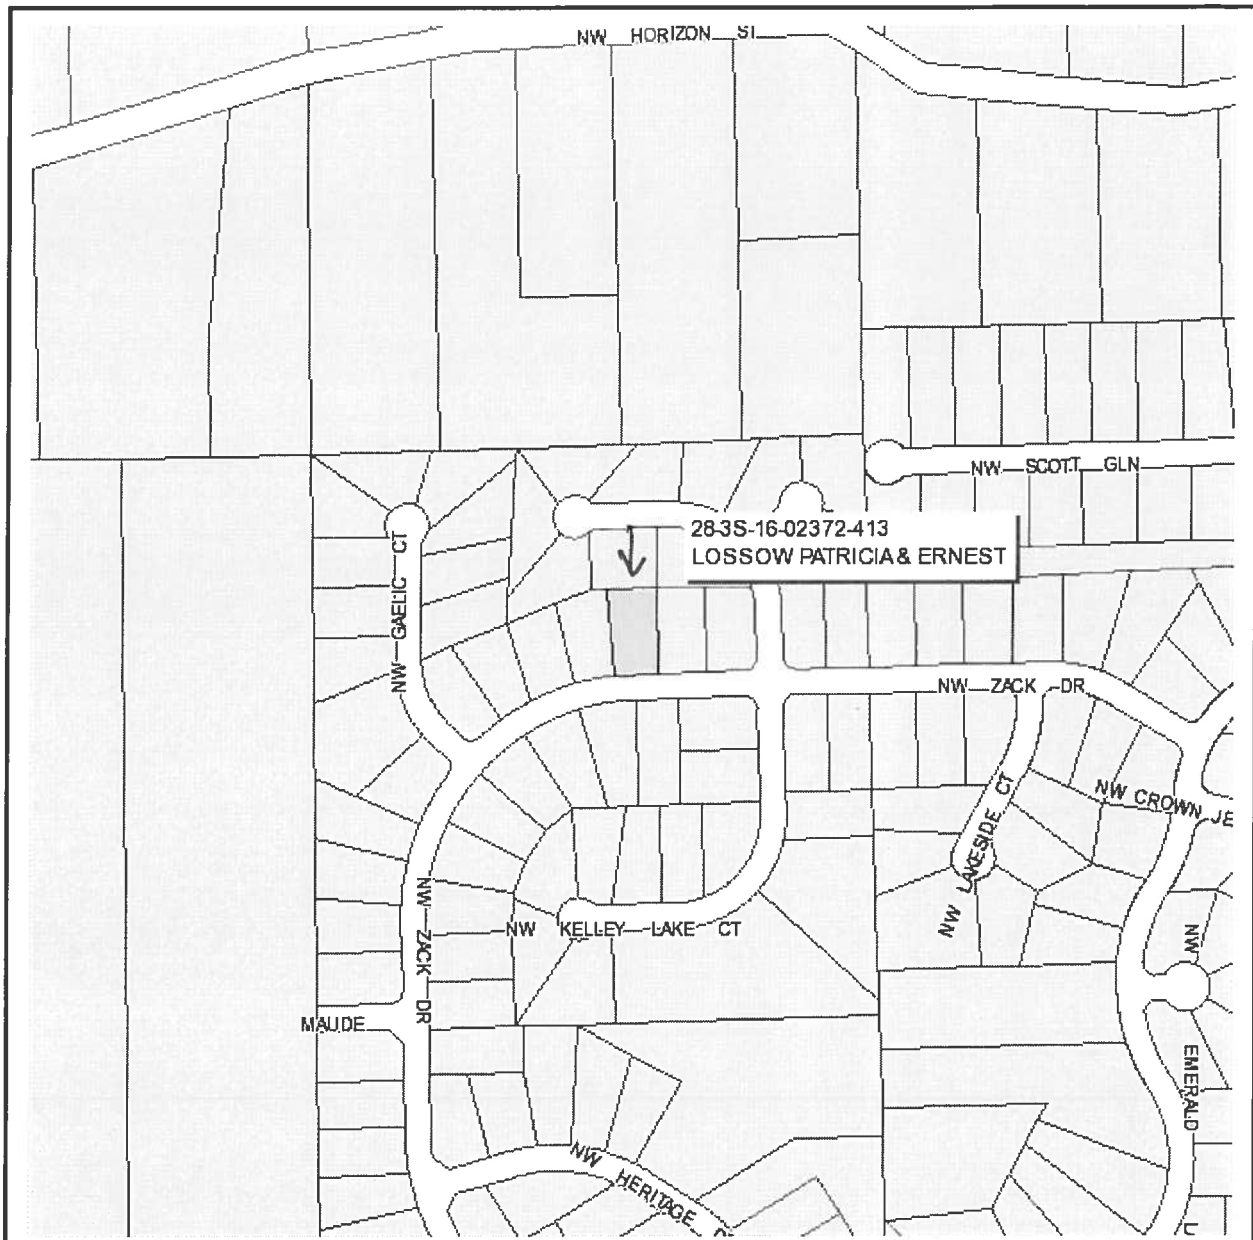 NW HORIZON ST
NW SCOTT GLN
28-3S-16-02372-413
LOSSOW PATRICIA & ERNEST
NW GAELIC CT
NW ZACK DR
NW CROWN JE
NW LAKESIDE CT
NW ZACK DR
NW KELLEY LAKE CT
NW EMERALD L
MAUDE
NW HERITAGE D